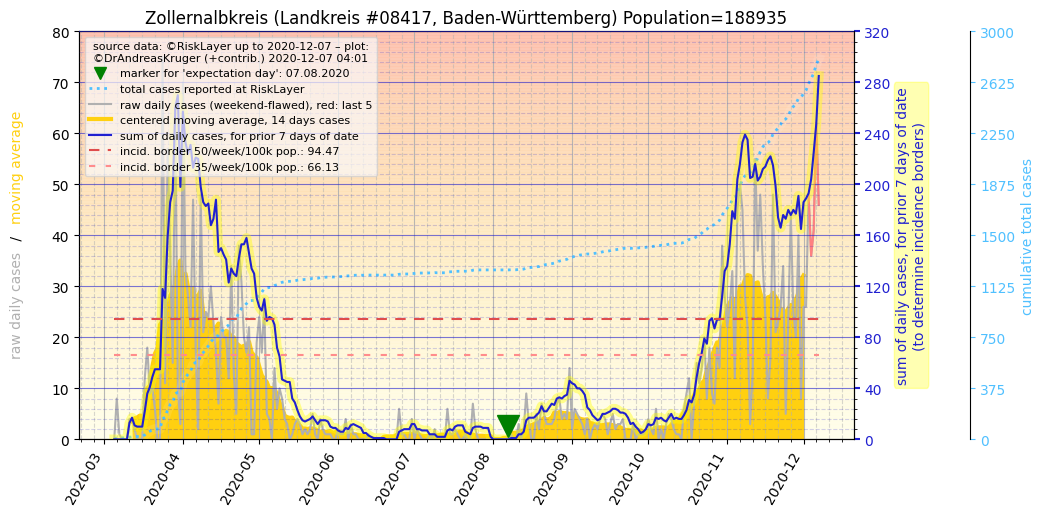 Zollernalbkreis (Landkreis #08417, Baden-Württemberg) Population=188935
source data: ©RiskLayer up to 2020-12-07 – plot:
©DrAndreasKruger (+contrib.) 2020-12-07 04:01
marker for 'expectation day': 07.08.2020
total cases reported at RiskLayer
raw daily cases (weekend-flawed), red: last 5
centered moving average, 14 days cases
sum of daily cases, for prior 7 days of date
incid. border 50/week/100k pop.: 94.47
incid. border 35/week/100k pop.: 66.13
raw daily cases / moving average
80
70
60
50
40
30
20
10
0
320
280
240
200
160
120
80
40
0
sum of daily cases, for prior 7 days of date
(to determine incidence borders)
3000
2625
2250
1875
1500
1125
750
375
0
cumulative total cases
2020-03
2020-04
2020-05
2020-06
2020-07
2020-08
2020-09
2020-10
2020-11
2020-12